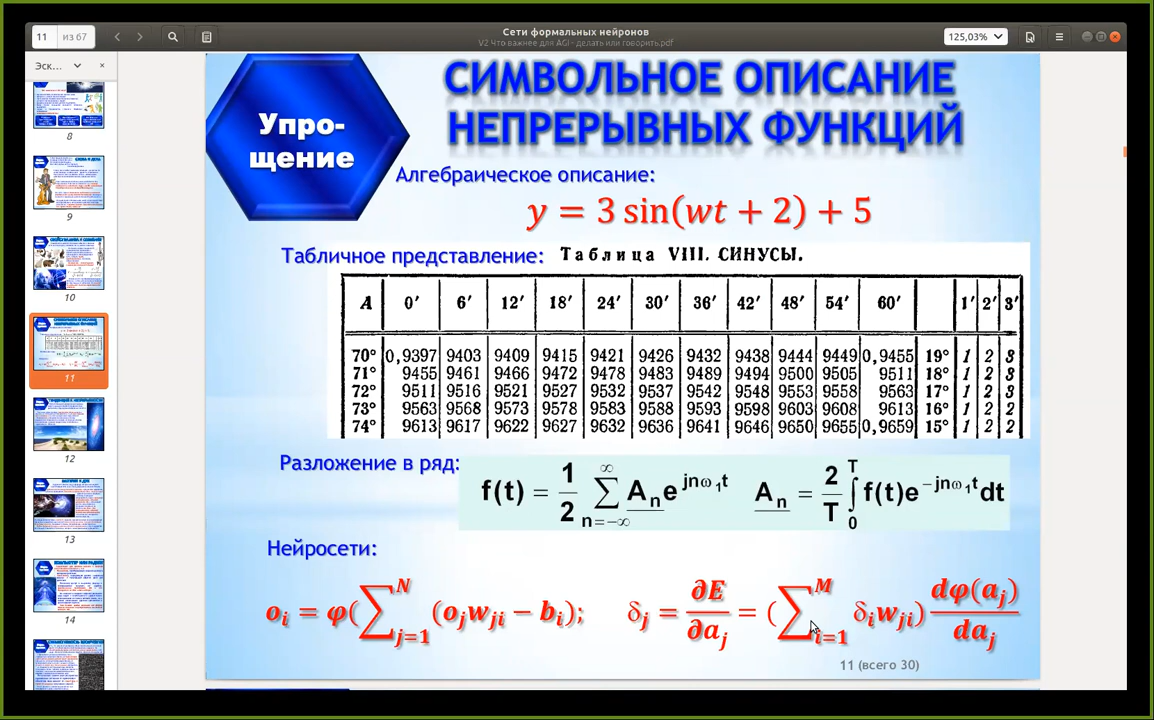 11 из 67
Сети формальных нейронов
V2 Что важнее для AGI - делать или говорить.pdf
125,03%
Эск...
8
9
10
11
12
13
14
Упро-
щение
СИМВОЛЬНОЕ ОПИСАНИЕ
НЕПРЕРЫВНЫХ ФУНКЦИЙ
Алгебраическое описание:
y = 3 sin(wt + 2) + 5
Табличное представление: Таблица VIII. СИНУСЫ.
A 0′ 6′ 12′ 18′ 24′ 30′ 36′ 42′ 48′ 54′ 60′ 1′ 2′ 3′
70° 0,9397 9403 9409 9415 9421 9426 9432 9438 9444 9449 0,9455 19° 1 2 3
71° 9455 9461 9466 9472 9478 9483 9489 9494 9500 9505 9511 18° 1 2 3
72° 9511 9516 9521 9527 9532 9537 9542 9548 9553 9558 9563 17° 1 2 3
73° 9563 9568 9573 9578 9583 9588 9593 9598 9603 9608 9613 16° 1 2 2
74° 9613 9617 9622 9627 9632 9636 9641 9646 9650 9655 0,9659 15° 1 2 2
Разложение в ряд:
f(t) = 1/2 ∑_{n=−∞}^{∞} A_n e^{jnω₁t} A_n = 2/T ∫_0^T f(t)e^{−jnω₁t}dt
Нейросети:
o_i = φ(∑_{j=1}^{N} (o_j w_{ji} − b_i); δ_j = ∂E/∂a_j = (∑_{i=1}^{M} δ_i w_{ji}) dφ(a_j)/da_j
11 (всего 30)